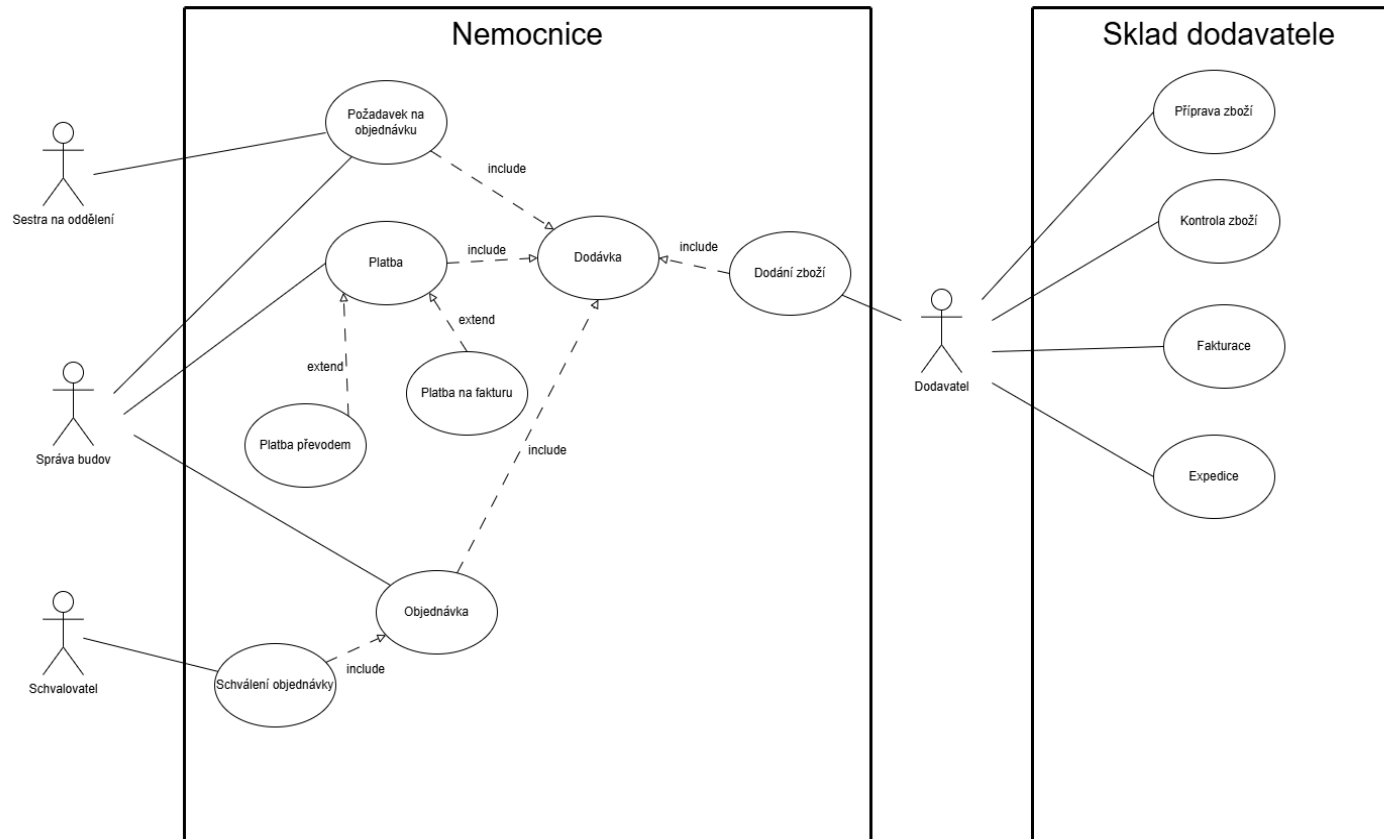 Nemocnice
Sklad dodavatele
Požadavek na
objednávku
Sestra na oddělení
include
Platba
include
Dodávka
include
Dodání zboží
extend
extend
Platba na fakturu
Platba převodem
Správa budov
include
Objednávka
Schválení objednávky
include
Schvalovatel
Dodavatel
Příprava zboží
Kontrola zboží
Fakturace
Expedice